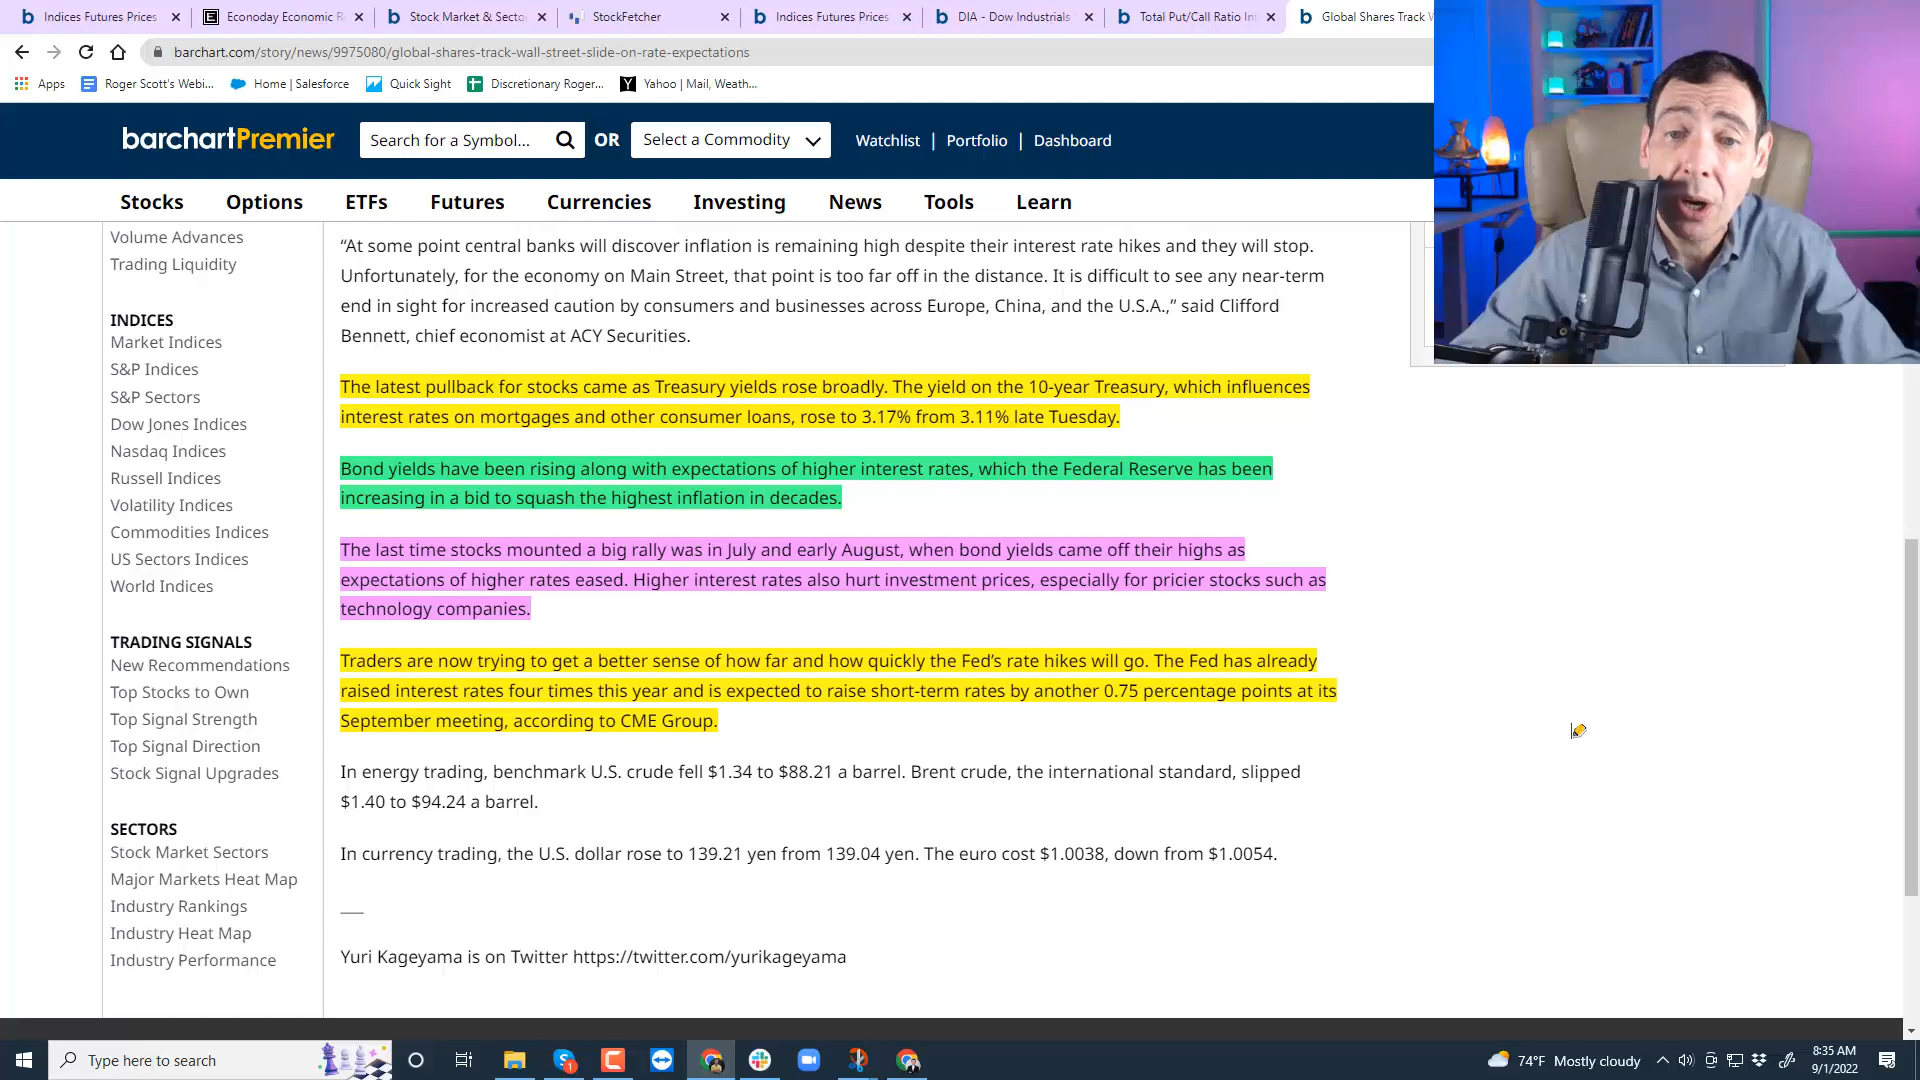 Indices Futures Prices
Econoday Economic R
Stock Market & Secto
StockFetcher
Indices Futures Prices
DIA - Dow Industrials
Total Put/Call Ratio In
Global Shares Track W
barchart.com/story/news/9975080/global-shares-track-wall-street-slide-on-rate-expectations
Apps
Roger Scott's Webi...
Home | Salesforce
Quick Sight
Discretionary Roger...
Yahoo | Mail, Weath...
barchartPremier
Search for a Symbol...
OR
Select a Commodity
Watchlist | Portfolio | Dashboard
Stocks Options ETFs Futures Currencies Investing News Tools Learn
Volume Advances
Trading Liquidity
INDICES
Market Indices
S&P Indices
S&P Sectors
Dow Jones Indices
Nasdaq Indices
Russell Indices
Volatility Indices
Commodities Indices
US Sectors Indices
World Indices
TRADING SIGNALS
New Recommendations
Top Stocks to Own
Top Signal Strength
Top Signal Direction
Stock Signal Upgrades
SECTORS
Stock Market Sectors
Major Markets Heat Map
Industry Rankings
Industry Heat Map
Industry Performance
“At some point central banks will discover inflation is remaining high despite their interest rate hikes and they will stop.
Unfortunately, for the economy on Main Street, that point is too far off in the distance. It is difficult to see any near-term
end in sight for increased caution by consumers and businesses across Europe, China, and the U.S.A.,” said Clifford
Bennett, chief economist at ACY Securities.
The latest pullback for stocks came as Treasury yields rose broadly. The yield on the 10-year Treasury, which influences
interest rates on mortgages and other consumer loans, rose to 3.17% from 3.11% late Tuesday.
Bond yields have been rising along with expectations of higher interest rates, which the Federal Reserve has been
increasing in a bid to squash the highest inflation in decades.
The last time stocks mounted a big rally was in July and early August, when bond yields came off their highs as
expectations of higher rates eased. Higher interest rates also hurt investment prices, especially for pricier stocks such as
technology companies.
Traders are now trying to get a better sense of how far and how quickly the Fed’s rate hikes will go. The Fed has already
raised interest rates four times this year and is expected to raise short-term rates by another 0.75 percentage points at its
September meeting, according to CME Group.
In energy trading, benchmark U.S. crude fell $1.34 to $88.21 a barrel. Brent crude, the international standard, slipped
$1.40 to $94.24 a barrel.
In currency trading, the U.S. dollar rose to 139.21 yen from 139.04 yen. The euro cost $1.0038, down from $1.0054.
Yuri Kageyama is on Twitter https://twitter.com/yurikageyama
Type here to search
74°F Mostly cloudy
8:35 AM
9/1/2022